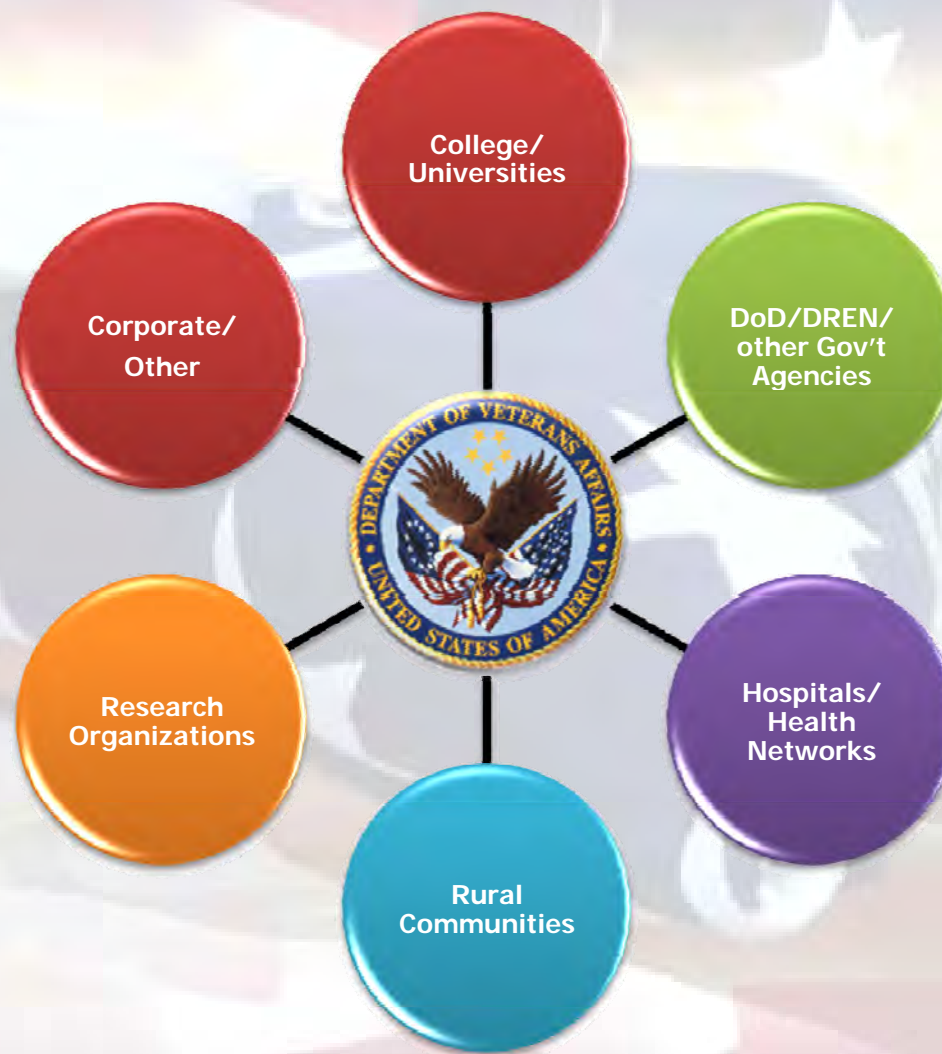 College/
Universities
DoD/DREN/
other Gov't
Agencies
Hospitals/
Health
Networks
Rural
Communities
Research
Organizations
Corporate/
Other
DEPARTMENT OF VETERANS AFFAIRS
UNITED STATES OF AMERICA